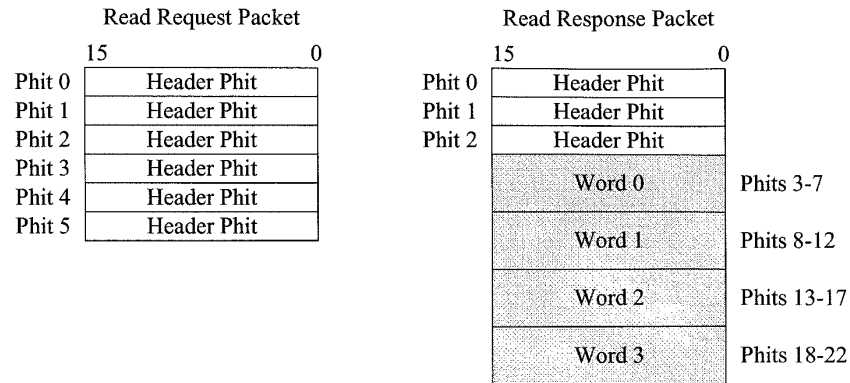 Read Request Packet
15 0
Phit 0 Header Phit
Phit 1 Header Phit
Phit 2 Header Phit
Phit 3 Header Phit
Phit 4 Header Phit
Phit 5 Header Phit
Read Response Packet
15 0
Phit 0 Header Phit
Phit 1 Header Phit
Phit 2 Header Phit
Word 0 Phits 3-7
Word 1 Phits 8-12
Word 2 Phits 13-17
Word 3 Phits 18-22